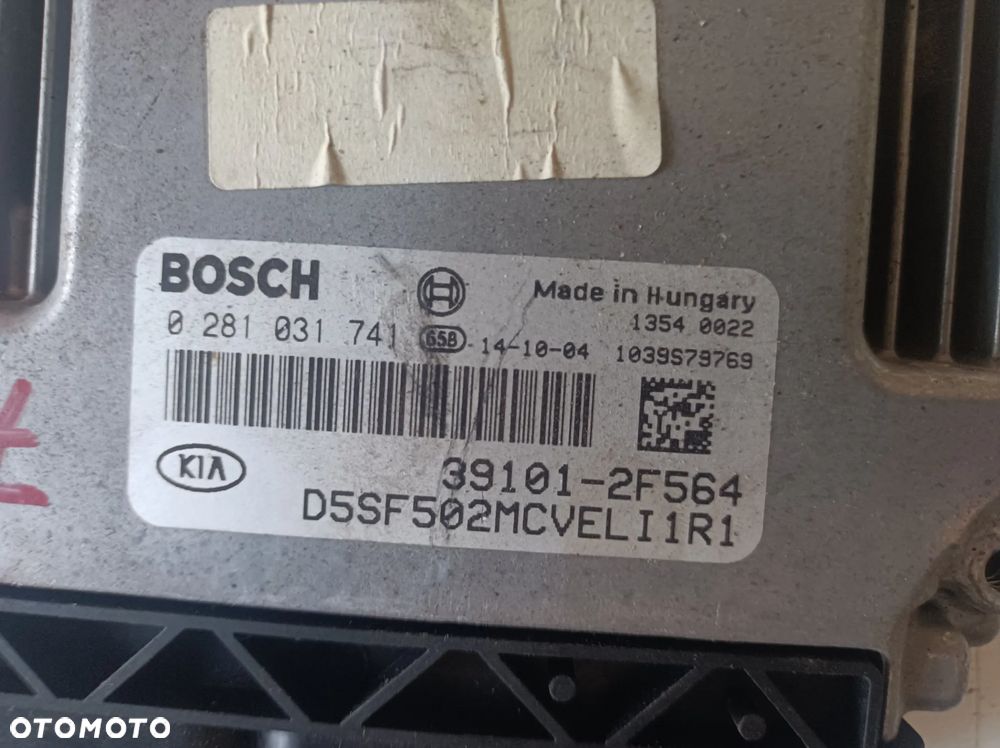 BOSCH
Made in Hungary
0 281 031 741
65B
14-10-04
1354 0022
1039S79769
KIA
39101-2F564
D5SF502MCVELI1R1
OTOMOTO